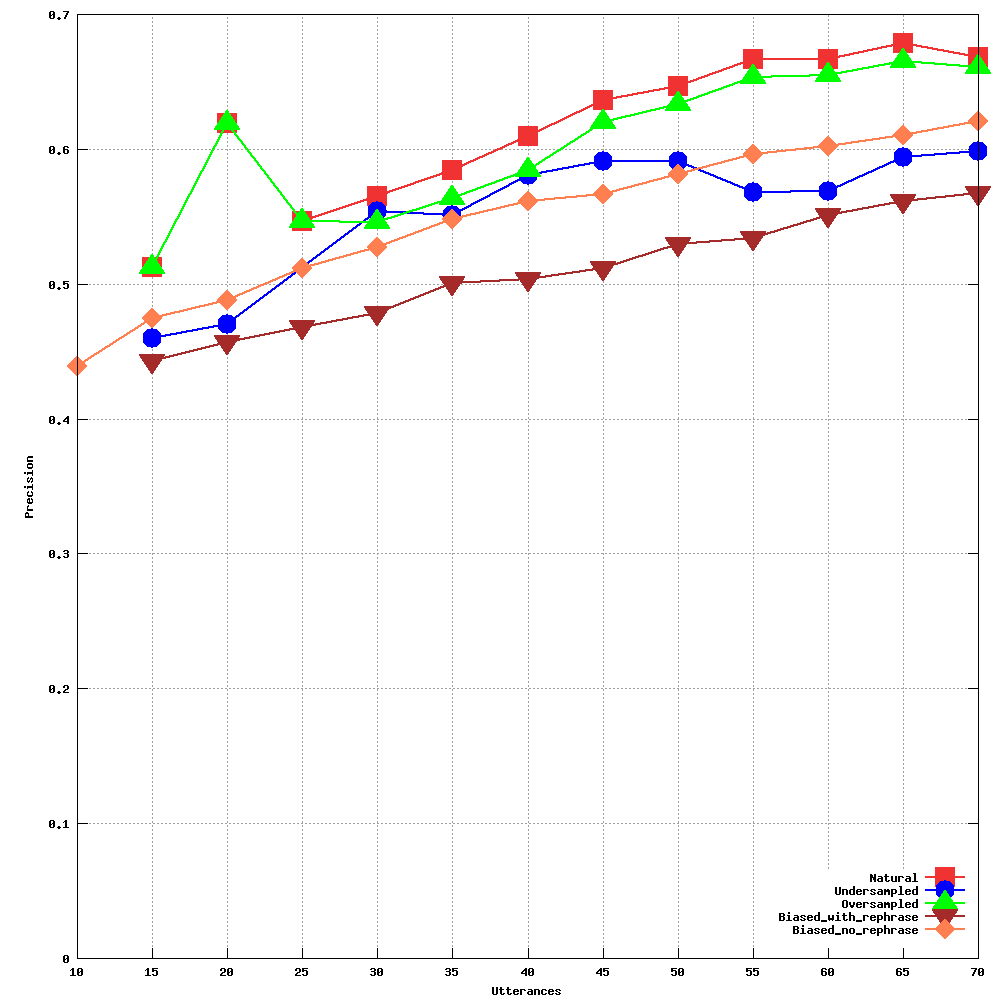 0.7
0.6
0.5
0.4
0.3
0.2
0.1
0
Precision
Natural
Undersampled
Oversampled
Biased_with_rephrase
Biased_no_rephrase
10 15 20 25 30 35 40 45 50 55 60 65 70
Utterances